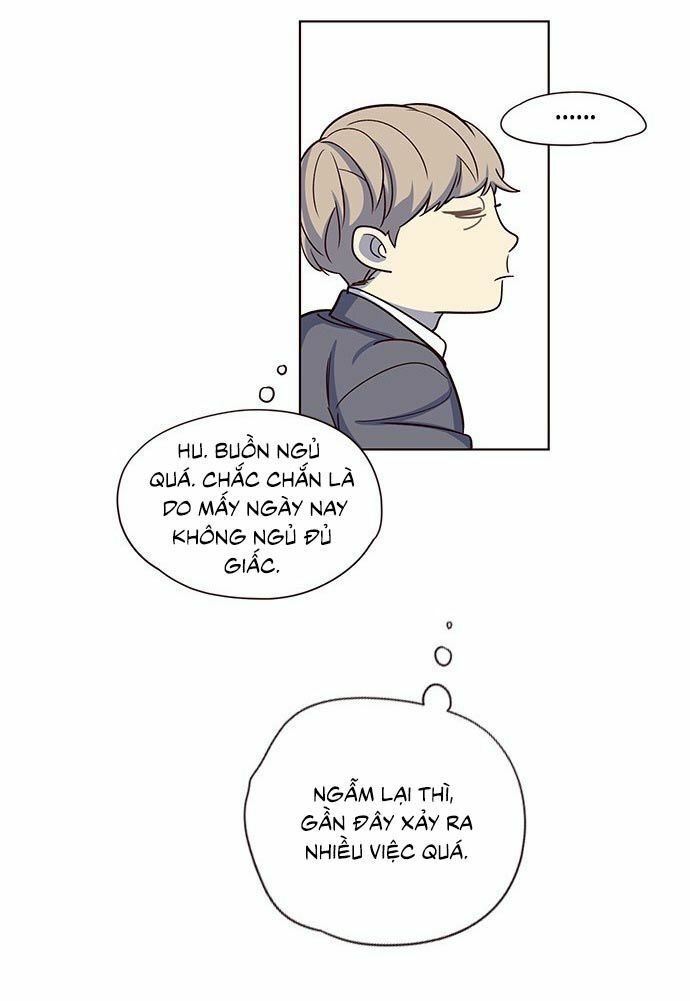 ......
HU. BUỒN NGỦ
QUÁ. CHẮC CHẮN LÀ
DO MẤY NGÀY NAY
KHÔNG NGỦ ĐỦ
GIẤC.
NGẪM LẠI THÌ,
GẦN ĐÂY XẢY RA
NHIỀU VIỆC QUÁ.